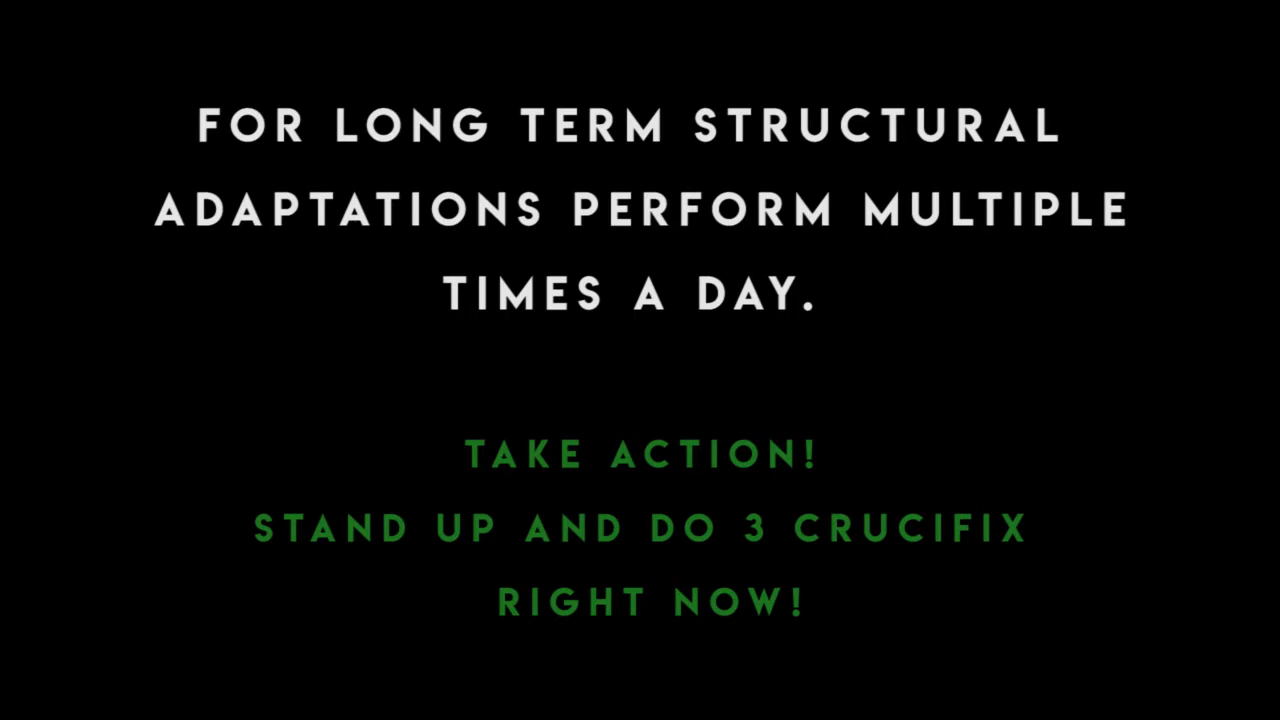 FOR LONG TERM STRUCTURAL
ADAPTATIONS PERFORM MULTIPLE
TIMES A DAY.
TAKE ACTION!
STAND UP AND DO 3 CRUCIFIX
RIGHT NOW!